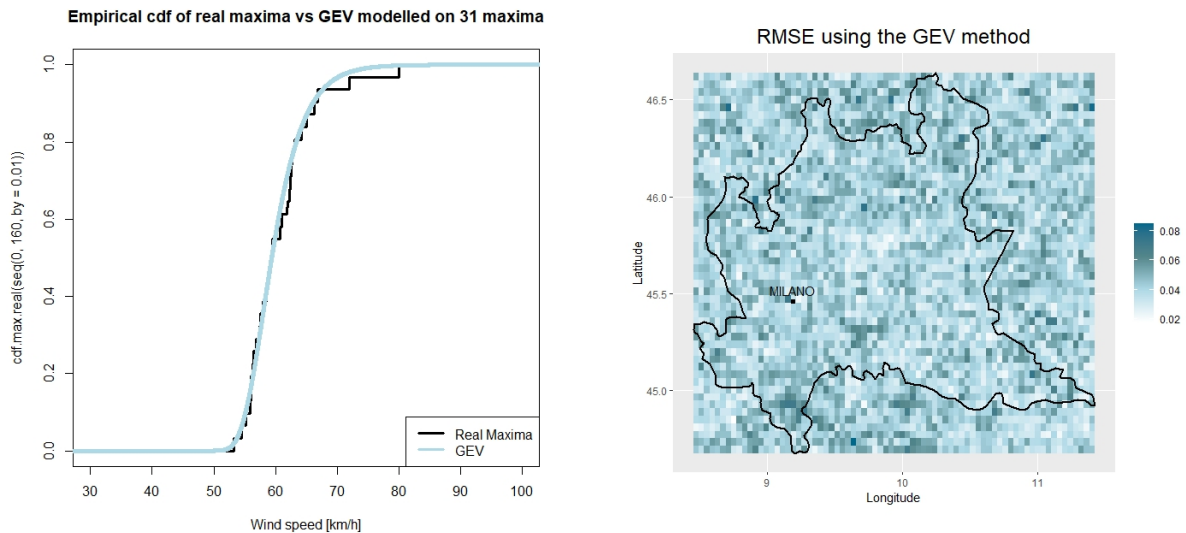 Empirical cdf of real maxima vs GEV modelled on 31 maxima
cdf.max.real(seq(0, 160, by = 0.01))
1.0
0.8
0.6
0.4
0.2
0.0
Real Maxima
GEV
30 40 50 60 70 80 90 100
Wind speed [km/h]
RMSE using the GEV method
Latitude
46.5
46.0
45.5
45.0
MILANO
9 10 11
Longitude
0.08
0.06
0.04
0.02